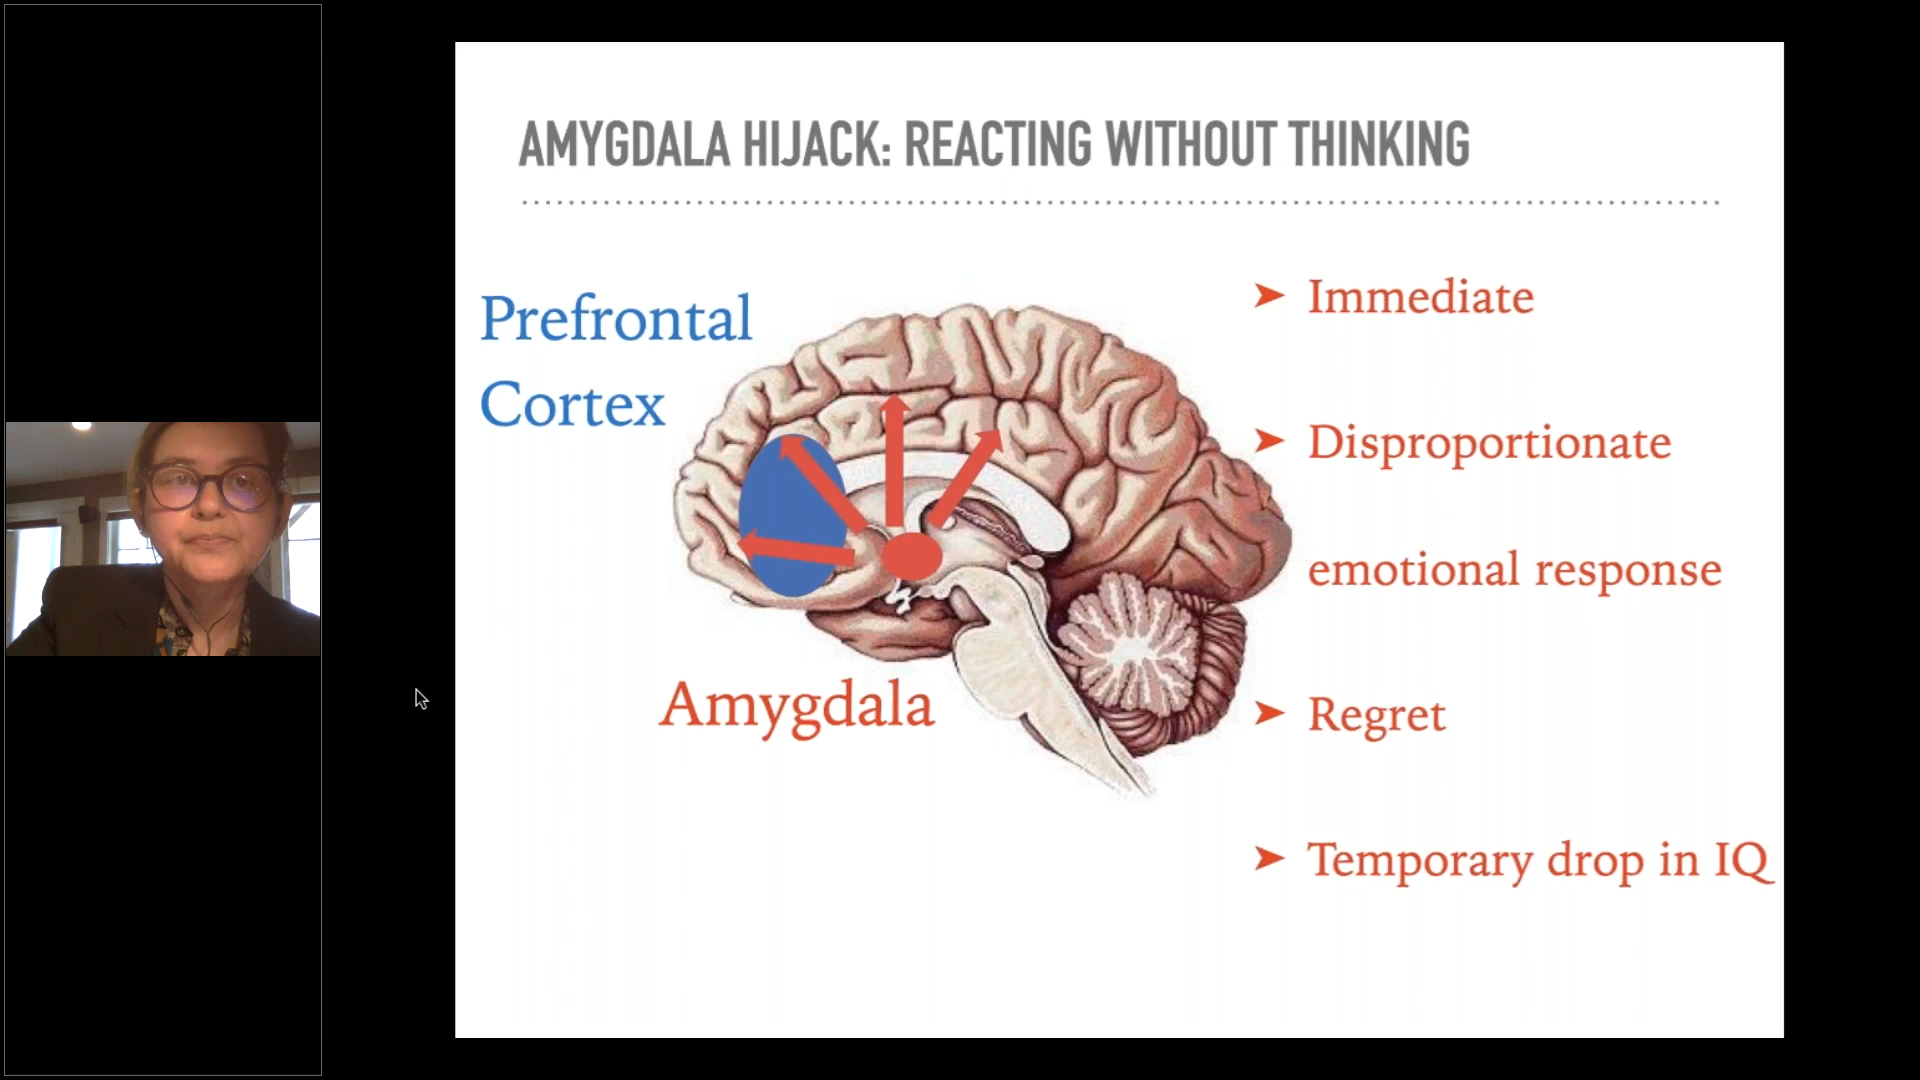 AMYGDALA HIJACK: REACTING WITHOUT THINKING
Prefrontal
Cortex
Amygdala
➤ Immediate
➤ Disproportionate
emotional response
➤ Regret
➤ Temporary drop in IQ